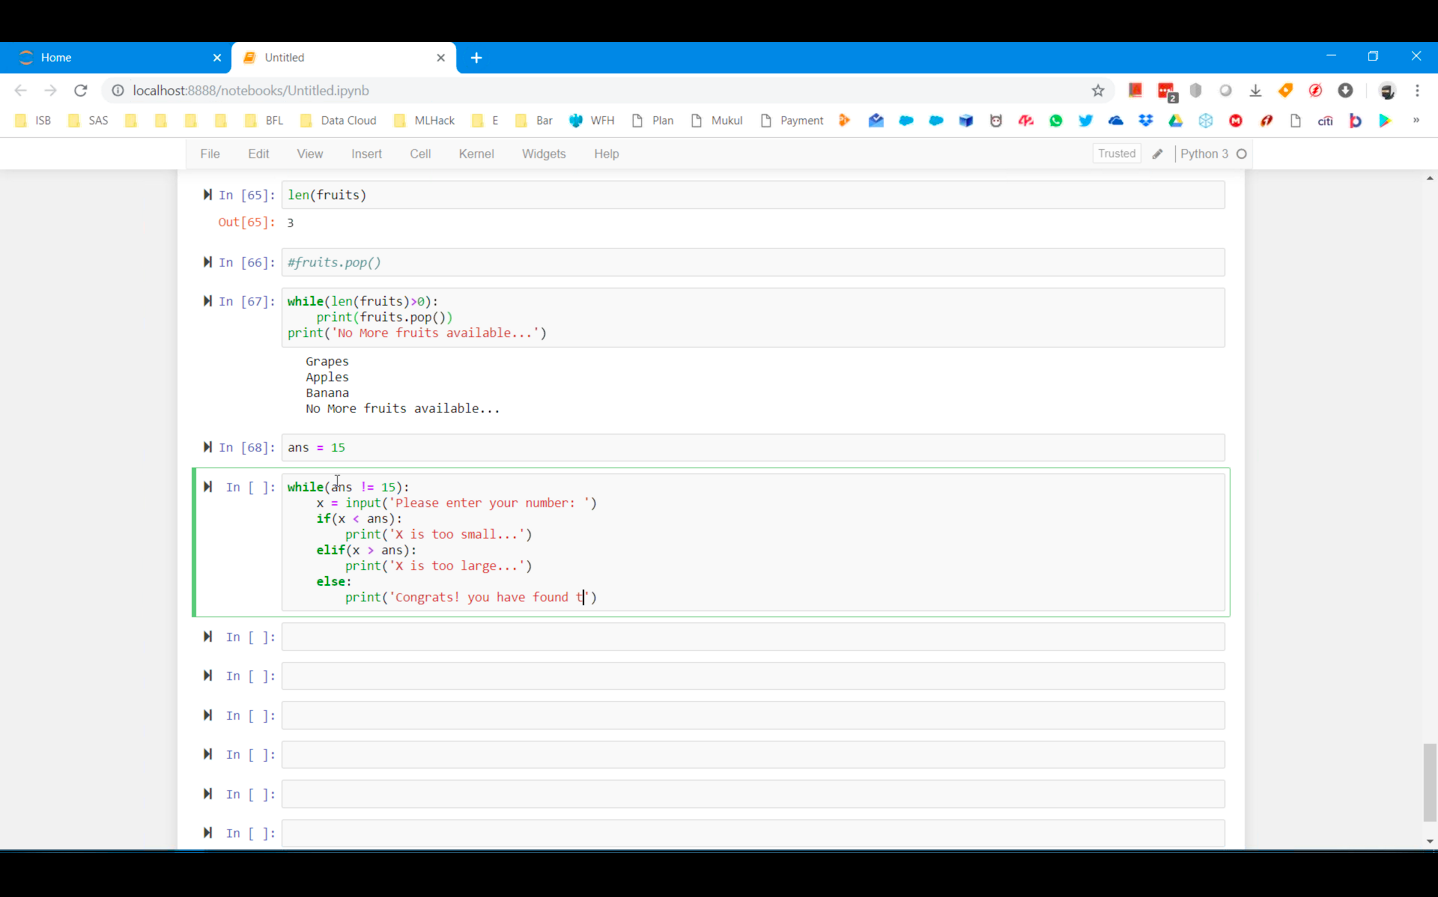 Home
Untitled
localhost:8888/notebooks/Untitled.ipynb
2
ISB SAS BFL Data Cloud MLHack E Bar WFH Plan Mukul Payment citi b »
File Edit View Insert Cell Kernel Widgets Help Trusted Python 3
In [65]: len(fruits)
Out[65]: 3
In [66]: #fruits.pop()
In [67]: while(len(fruits)>0):
print(fruits.pop())
print('No More fruits available...')
Grapes
Apples
Banana
No More fruits available...
In [68]: ans = 15
In [ ]: while(ans != 15):
x = input('Please enter your number: ')
if(x < ans):
print('X is too small...')
elif(x > ans):
print('X is too large...')
else:
print('Congrats! you have found t')
In [ ]:
In [ ]:
In [ ]:
In [ ]:
In [ ]:
In [ ]: